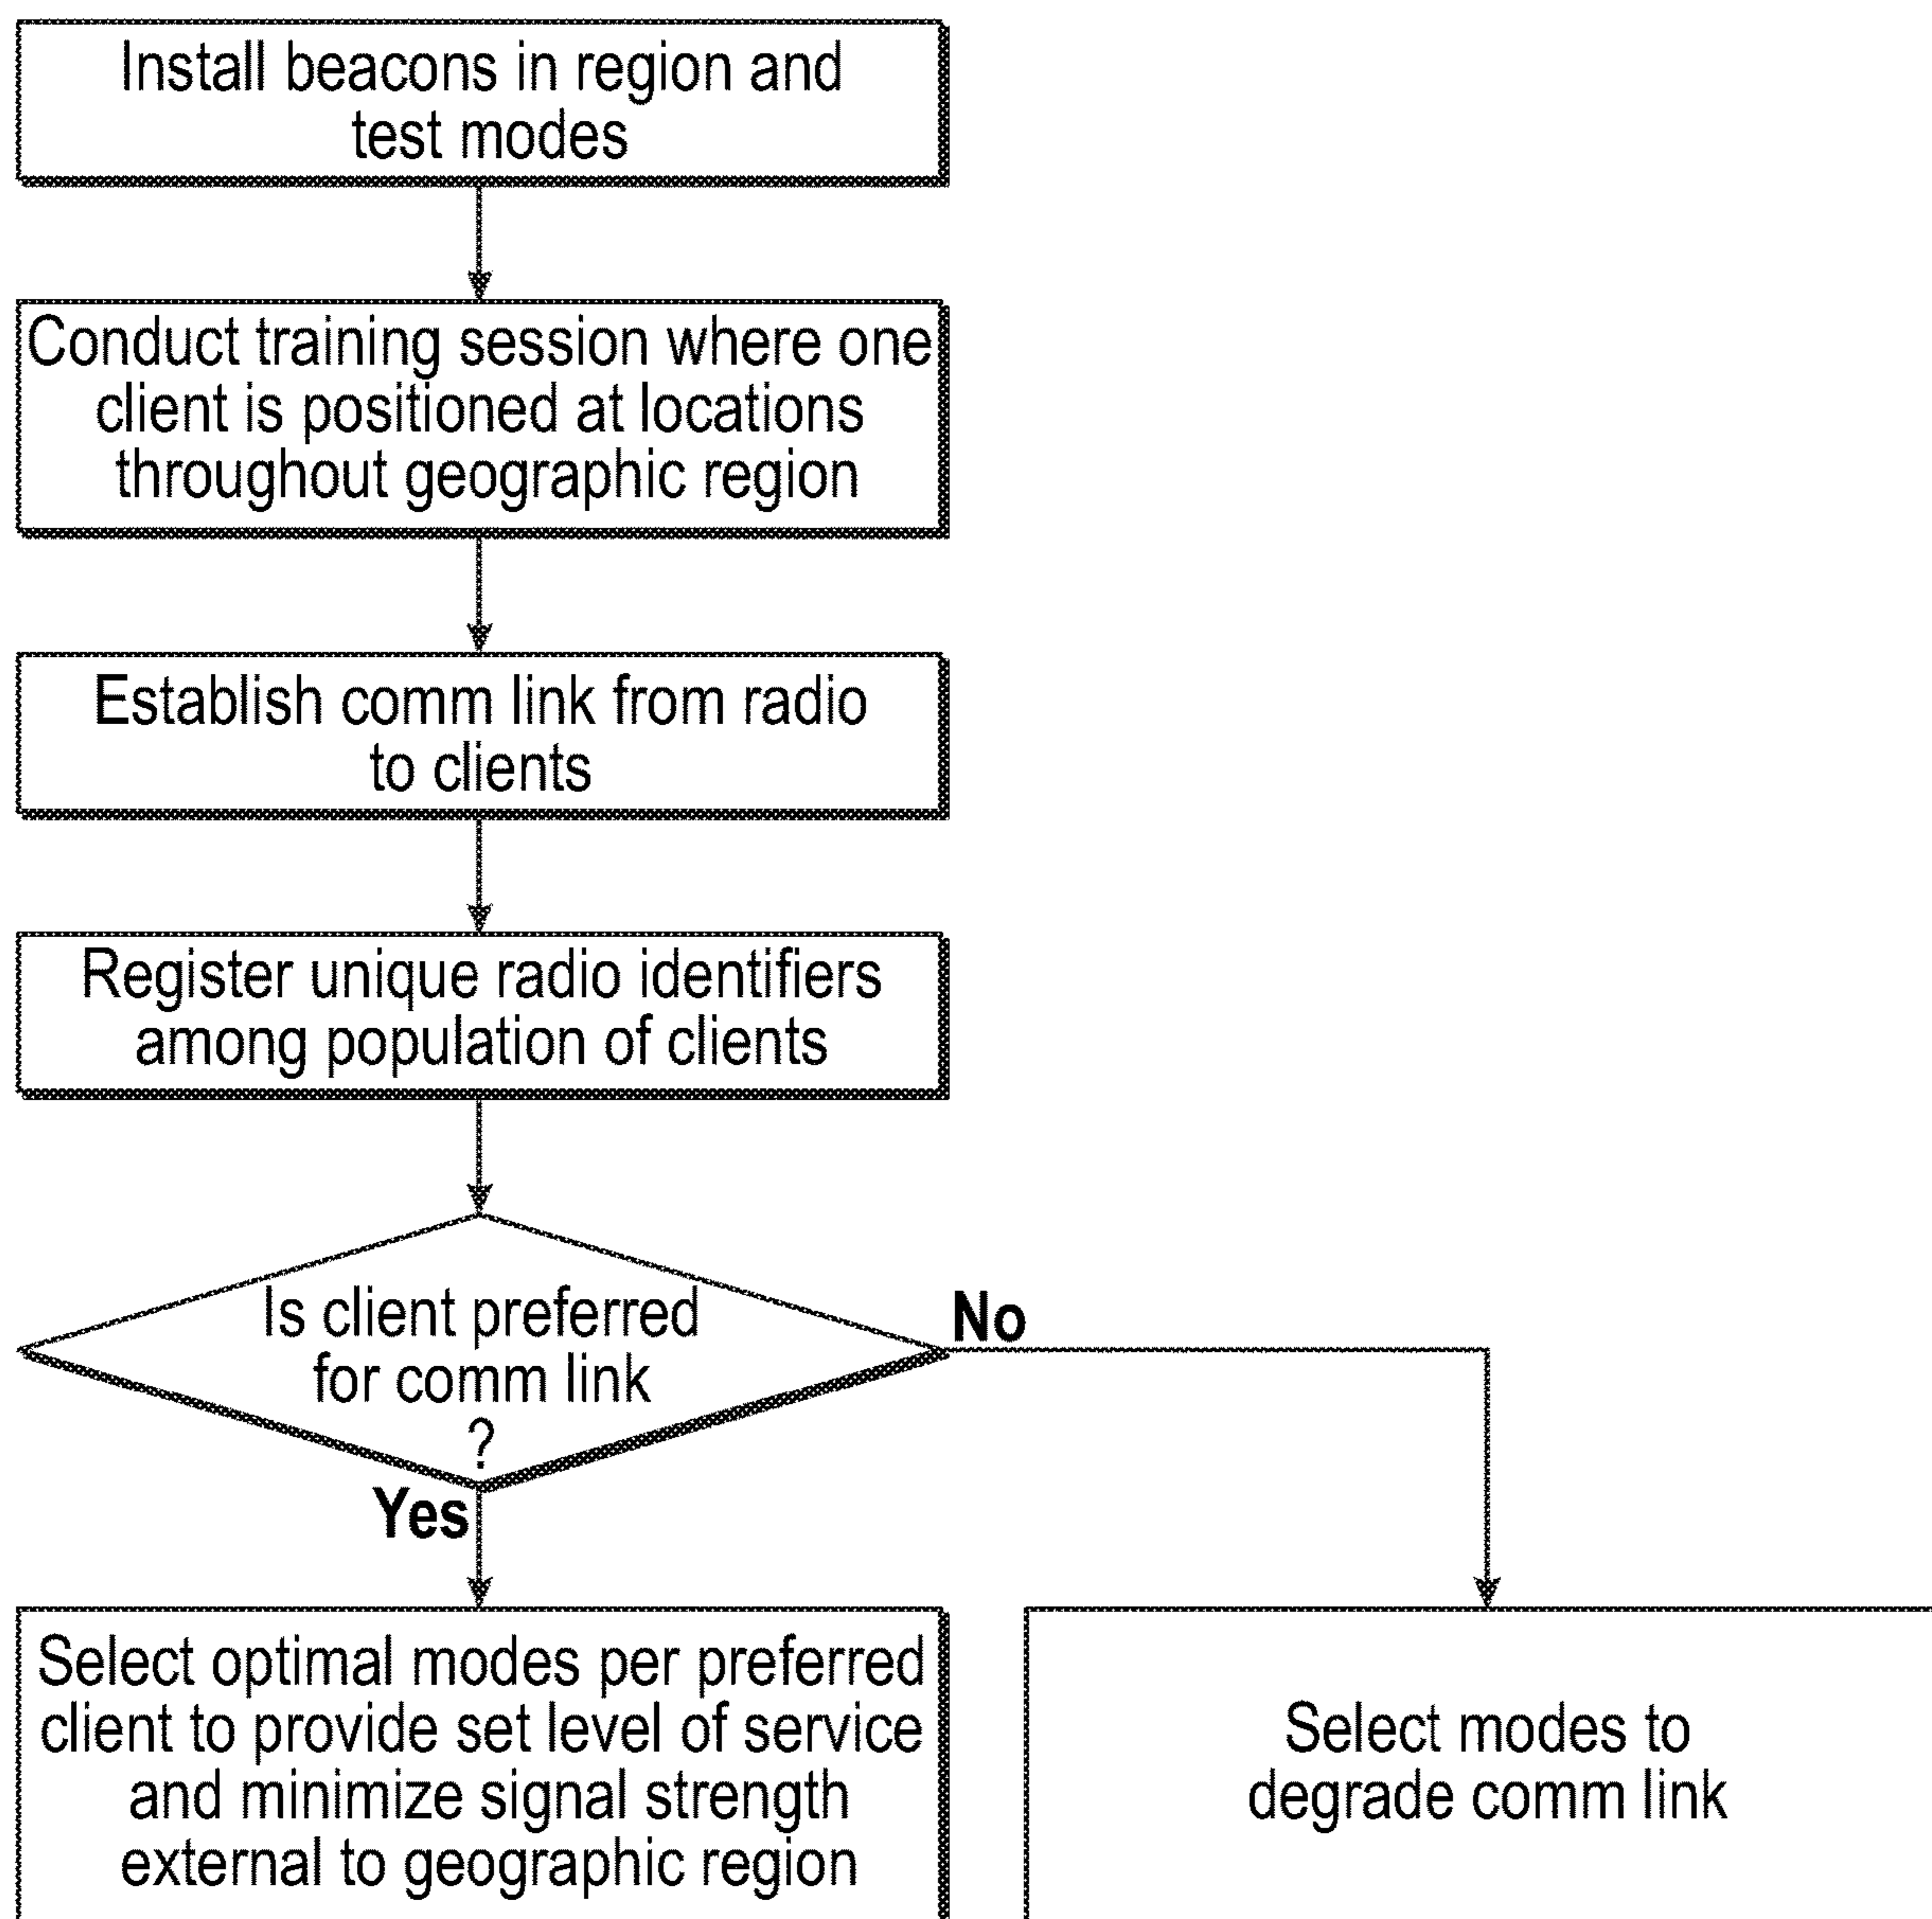 Install beacons in region and
test modes
Conduct training session where one
client is positioned at locations
throughout geographic region
Establish comm link from radio
to clients
Register unique radio identifiers
among population of clients
Is client preferred
for comm link
?
No
Yes
Select optimal modes per preferred
client to provide set level of service
and minimize signal strength
external to geographic region
Select modes to
degrade comm link